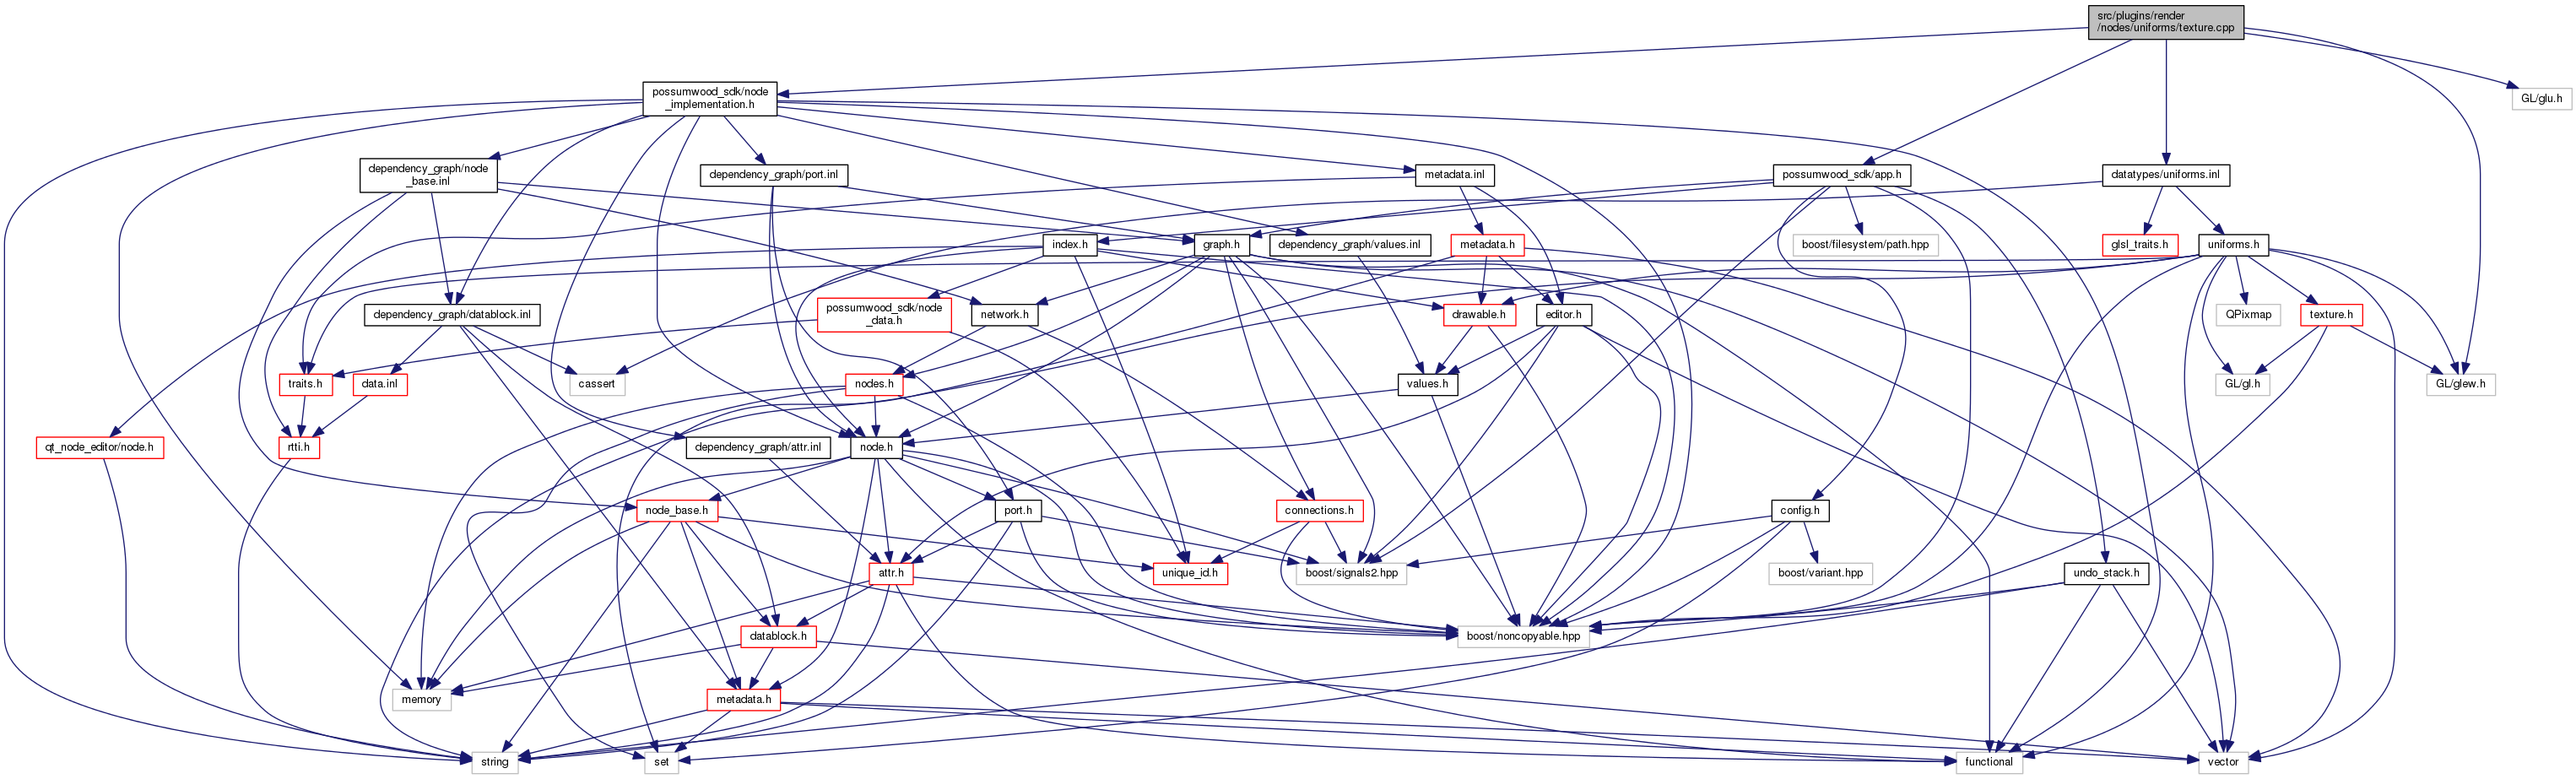 src/plugins/render
/nodes/uniforms/texture.cpp
possumwood_sdk/node
_implementation.h
GL/glu.h
dependency_graph/node
_base.inl
dependency_graph/port.inl
metadata.inl
possumwood_sdk/app.h
datatypes/uniforms.inl
index.h
graph.h
dependency_graph/values.inl
metadata.h
boost/filesystem/path.hpp
glsl_traits.h
uniforms.h
dependency_graph/datablock.inl
possumwood_sdk/node
_data.h
network.h
drawable.h
editor.h
QPixmap
texture.h
traits.h
data.inl
cassert
nodes.h
values.h
GL/gl.h
GL/glew.h
qt_node_editor/node.h
rtti.h
dependency_graph/attr.inl
node.h
node_base.h
port.h
connections.h
config.h
attr.h
unique_id.h
boost/signals2.hpp
boost/variant.hpp
undo_stack.h
datablock.h
boost/noncopyable.hpp
memory
metadata.h
string
set
functional
vector